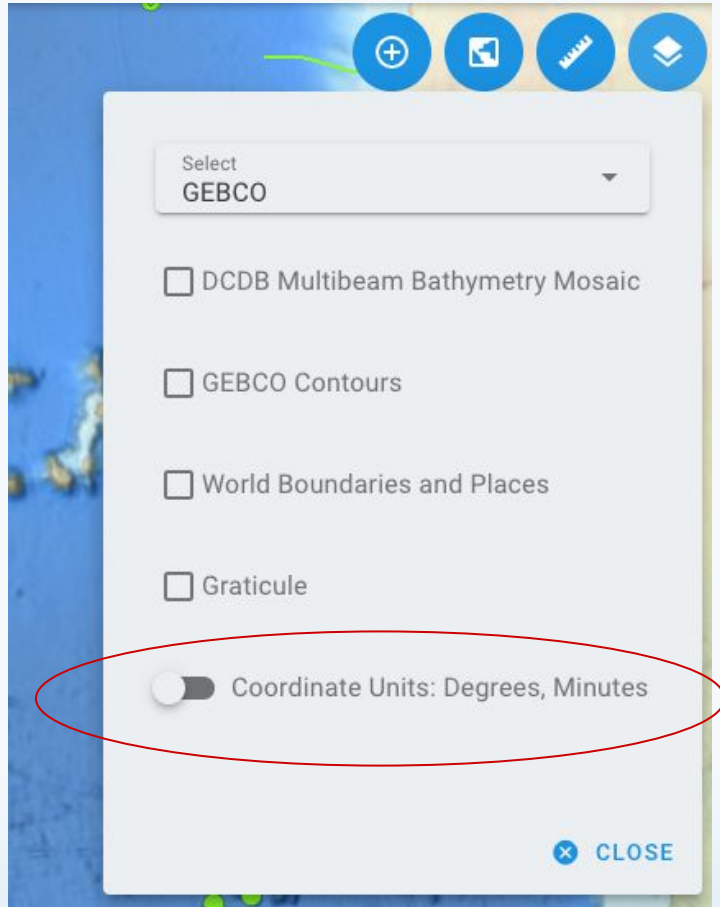 Select
GEBCO
DCDB Multibeam Bathymetry Mosaic
GEBCO Contours
World Boundaries and Places
Graticule
Coordinate Units: Degrees, Minutes
CLOSE